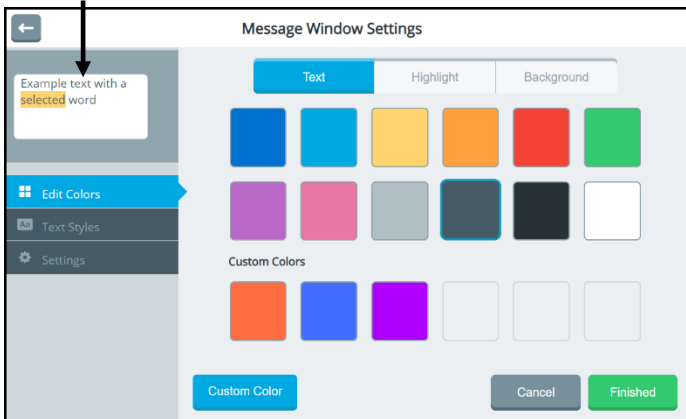 Message Window Settings
Example text with a
selected word
Text
Highlight
Background
Edit Colors
Aa
Text Styles
Settings
Custom Colors
Custom Color
Cancel
Finished